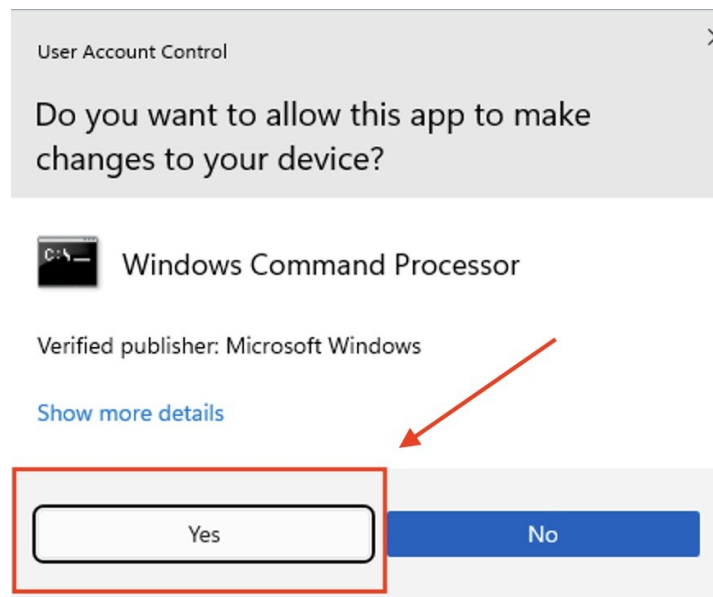 User Account Control
Do you want to allow this app to make
changes to your device?
C:\_
Windows Command Processor
Verified publisher: Microsoft Windows
Show more details
Yes
No